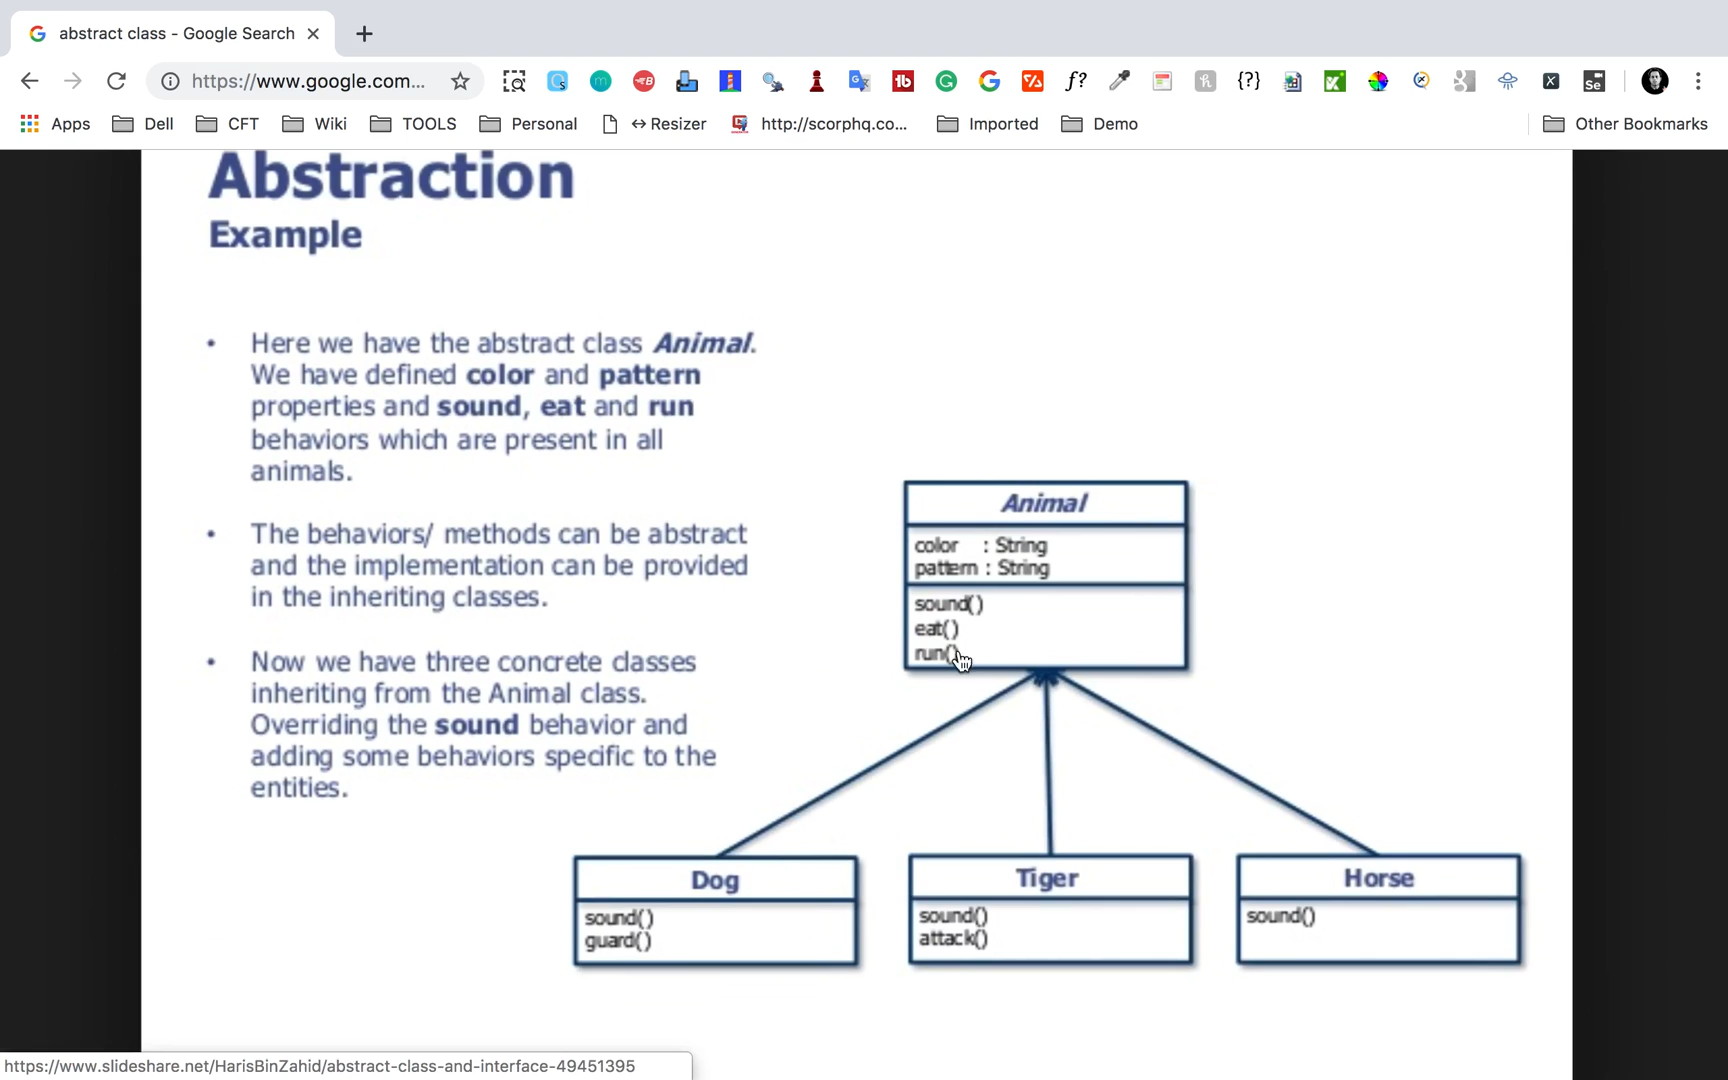 abstract class - Google Search
https://www.google.com...
Apps
Dell
CFT
Wiki
TOOLS
Personal
↔ Resizer
http://scorphq.co...
Imported
Demo
Other Bookmarks
Abstraction
Example
• Here we have the abstract class Animal.
We have defined color and pattern
properties and sound, eat and run
behaviors which are present in all
animals.
• The behaviors/ methods can be abstract
and the implementation can be provided
in the inheriting classes.
• Now we have three concrete classes
inheriting from the Animal class.
Overriding the sound behavior and
adding some behaviors specific to the
entities.
Animal
color : String
pattern : String
sound()
eat()
run()
Dog
sound()
guard()
Tiger
sound()
attack()
Horse
sound()
https://www.slideshare.net/HarisBinZahid/abstract-class-and-interface-49451395